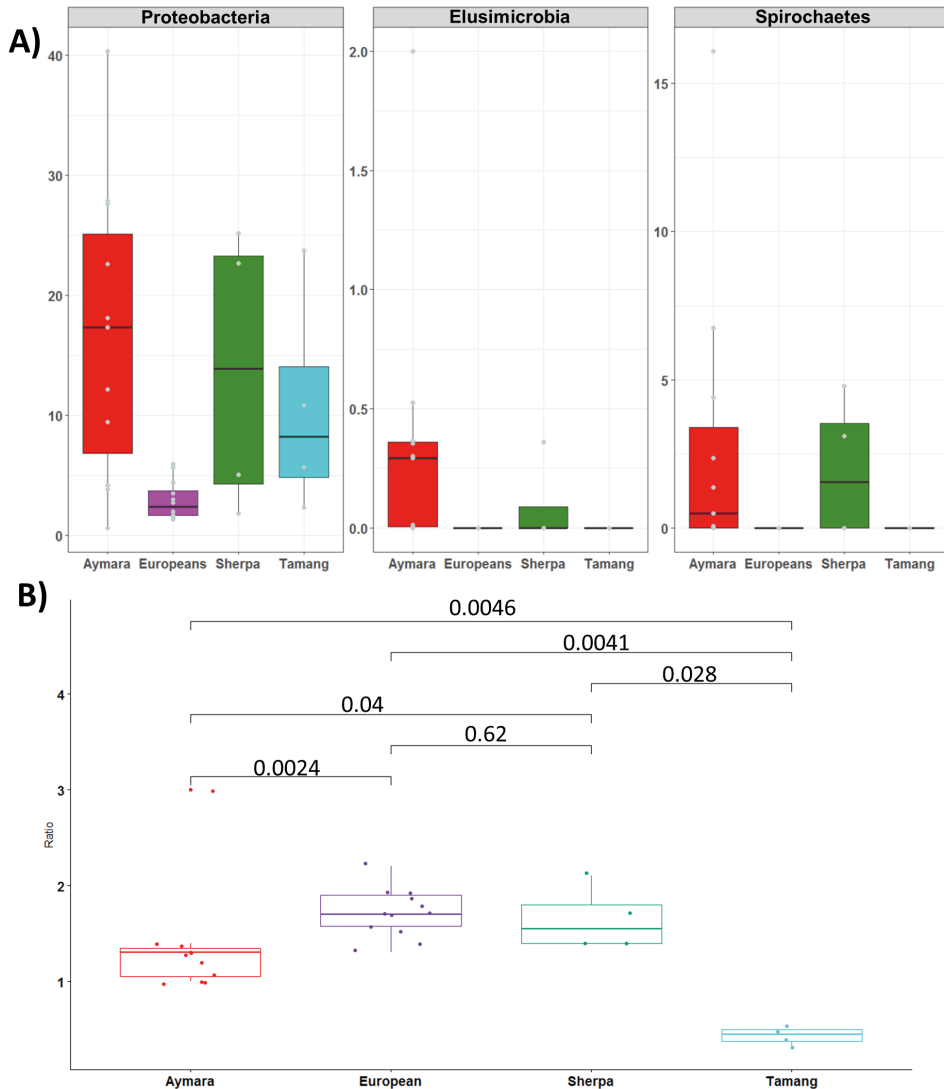 A)
Proteobacteria
Elusimicrobia
Spirochaetes
40
30
20
10
0
2.0
1.5
1.0
0.5
0.0
15
10
5
0
Aymara Europeans Sherpa Tamang
Aymara Europeans Sherpa Tamang
Aymara Europeans Sherpa Tamang
B)
0.0046
0.0041
0.028
0.04
0.62
0.0024
Ratio
4
3
2
1
Aymara European Sherpa Tamang